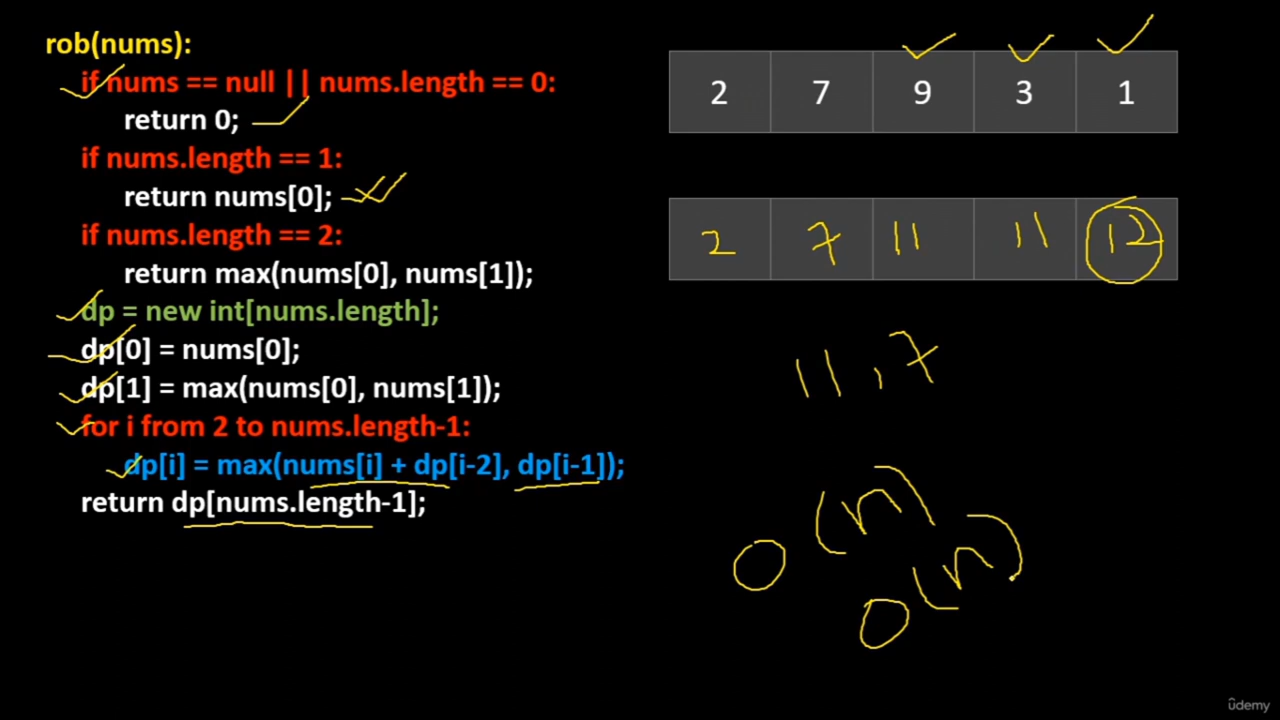 rob(nums):
if nums == null || nums.length == 0:
return 0;
if nums.length == 1:
return nums[0];
if nums.length == 2:
return max(nums[0], nums[1]);
dp = new int[nums.length];
dp[0] = nums[0];
dp[1] = max(nums[0], nums[1]);
for i from 2 to nums.length-1:
dp[i] = max(nums[i] + dp[i-2], dp[i-1]);
return dp[nums.length-1];
2 7 9 3 1
2 7 11 11 12
11, 7
O(n)
O(n)
ûdemy